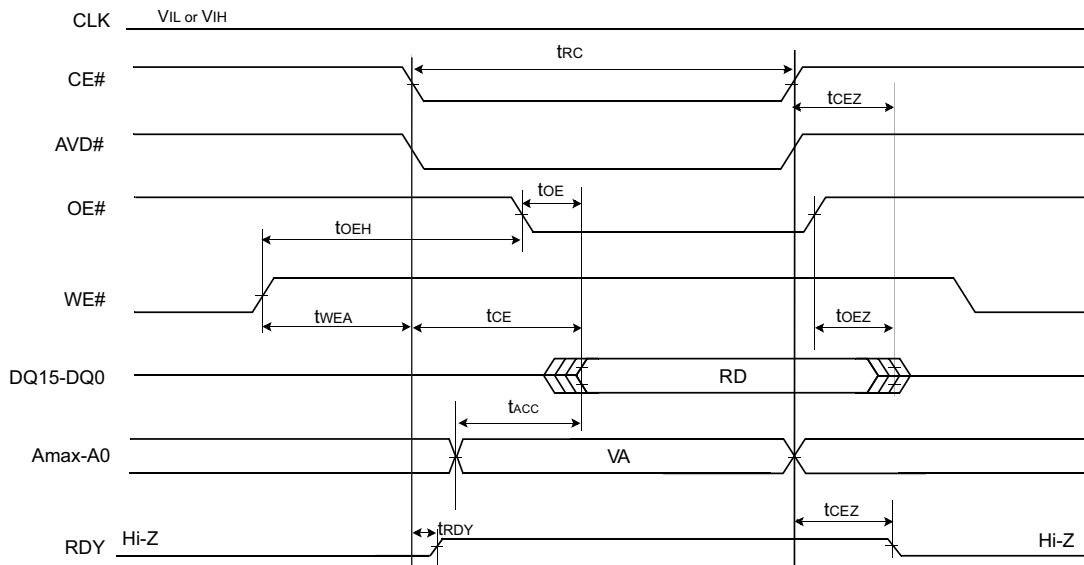 CLK VIL or VIH
tRC
CE#
tCEZ
AVD#
tOE
OE#
tOEH
WE#
tWEA tCE tOEZ
DQ15-DQ0 RD
tACC
Amax-A0 VA
tCEZ
tRDY
RDY Hi-Z Hi-Z